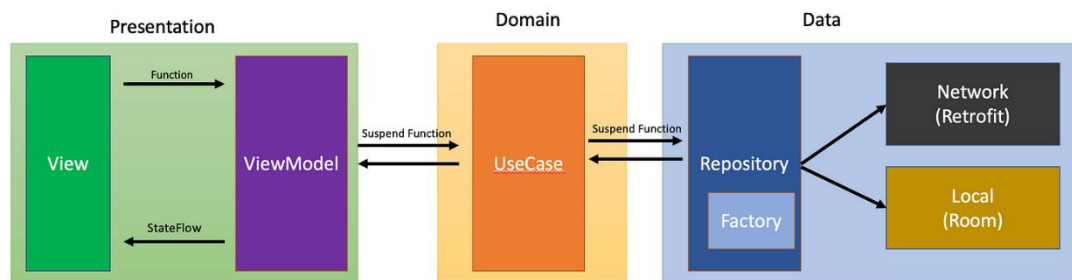 Presentation
Domain
Data
Function
View
ViewModel
StateFlow
Suspend Function
UseCase
Suspend Function
Repository
Factory
Network
(Retrofit)
Local
(Room)